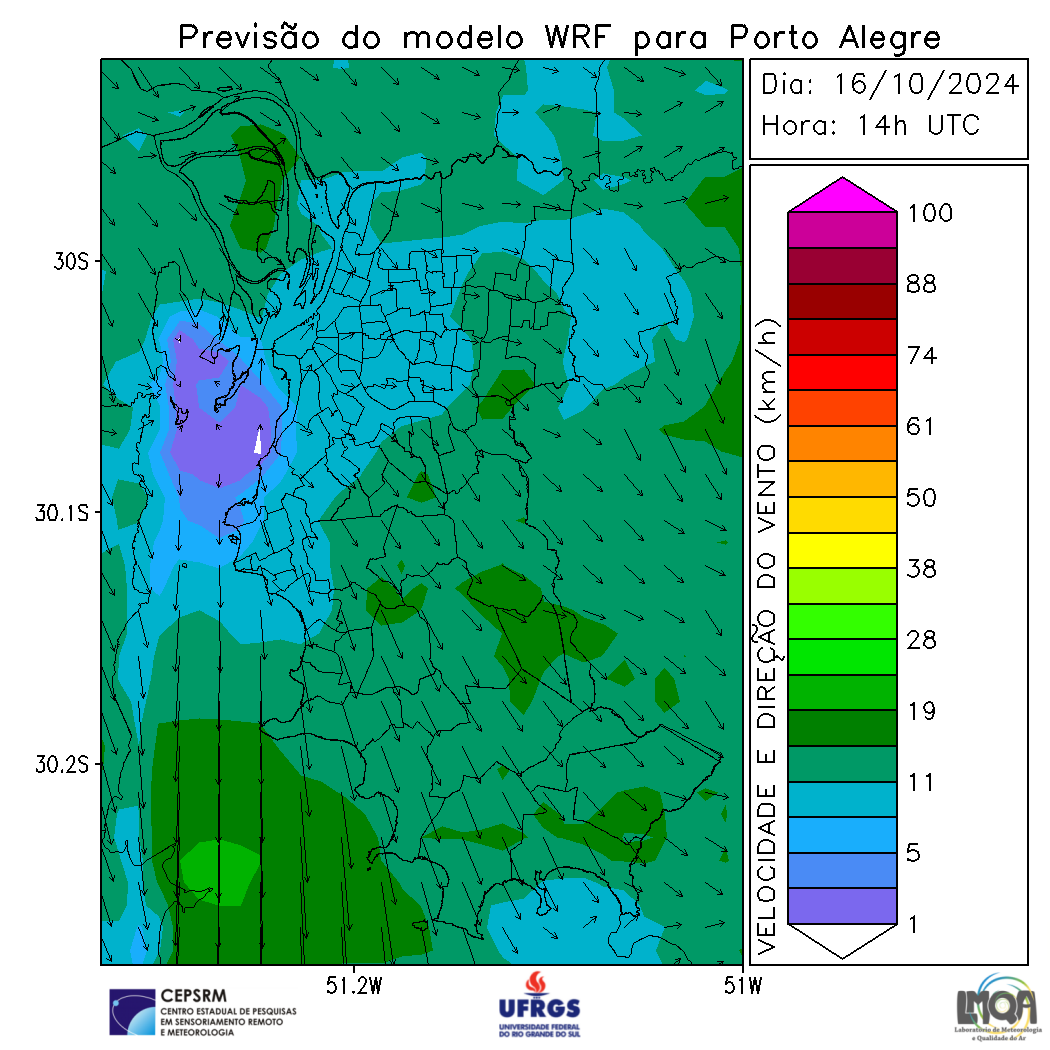 Previsão do modelo WRF para Porto Alegre
Dia: 16/10/2024
Hora: 14h UTC
30S
30.1S
30.2S
51.2W
51W
VELOCIDADE E DIREÇÃO DO VENTO (km/h)
100
88
74
61
50
38
28
19
11
5
1
CEPSRM
CENTRO ESTADUAL DE PESQUISAS
EM SENSORIAMENTO REMOTO
E METEOROLOGIA
UFRGS
UNIVERSIDADE FEDERAL
DO RIO GRANDE DO SUL
LMQA
Laboratório de Meteorologia
e Qualidade do Ar